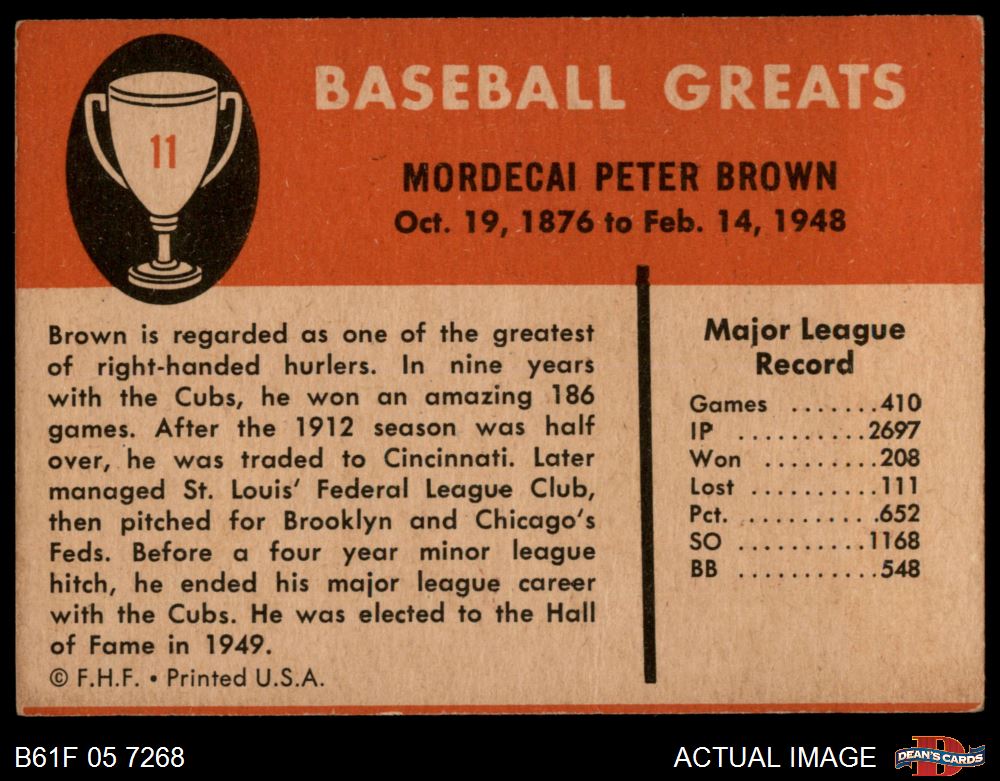 11
BASEBALL GREATS
MORDECAI PETER BROWN
Oct. 19, 1876 to Feb. 14, 1948
Brown is regarded as one of the greatest
of right-handed hurlers. In nine years
with the Cubs, he won an amazing 186
games. After the 1912 season was half
over, he was traded to Cincinnati. Later
managed St. Louis' Federal League Club,
then pitched for Brooklyn and Chicago's
Feds. Before a four year minor league
hitch, he ended his major league career
with the Cubs. He was elected to the Hall
of Fame in 1949.
© F.H.F. • Printed U.S.A.
Major League
Record
Games .......410
IP ..........2697
Won .........208
Lost ..........111
Pct. ..........652
SO ..........1168
BB ...........548
B61F 05 7268
ACTUAL IMAGE
D
DEAN'S CARDS